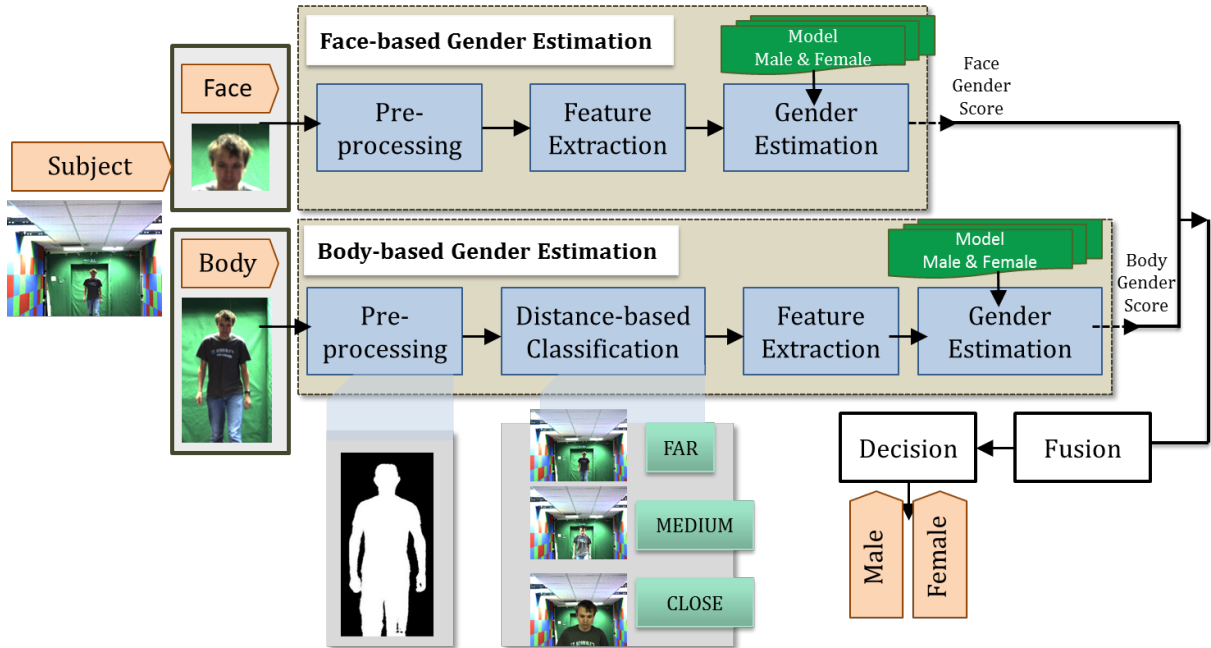 Face-based Gender Estimation
Model
Male & Female
Face
Gender
Score
Face
Pre-
processing
Feature
Extraction
Gender
Estimation
Subject
Body-based Gender Estimation
Model
Male & Female
Body
Gender
Score
Body
Pre-
processing
Distance-based
Classification
Feature
Extraction
Gender
Estimation
FAR
MEDIUM
CLOSE
Decision
Fusion
Male
Female